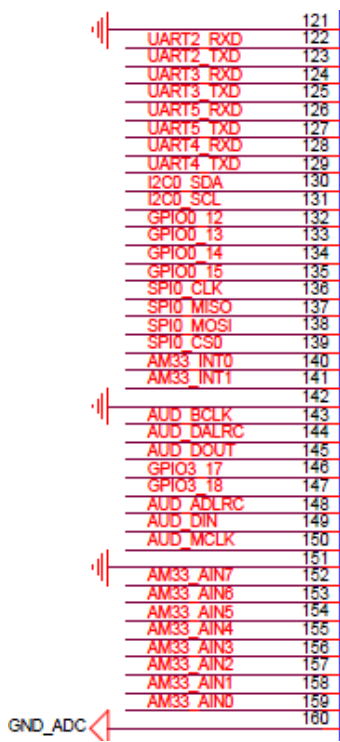 121
UART2_RXD 122
UART2_TXD 123
UART3_RXD 124
UART3_TXD 125
UART5_RXD 126
UART5_TXD 127
UART4_RXD 128
UART4_TXD 129
I2C0_SDA 130
I2C0_SCL 131
GPIO0_12 132
GPIO0_13 133
GPIO0_14 134
GPIO0_15 135
SPI0_CLK 136
SPI0_MISO 137
SPI0_MOSI 138
SPI0_CS0 139
AM33_INT0 140
AM33_INT1 141
142
AUD_BCLK 143
AUD_DALRC 144
AUD_DOUT 145
GPIO3_17 146
GPIO3_18 147
AUD_ADLRC 148
AUD_DIN 149
AUD_MCLK 150
151
AM33_AIN7 152
AM33_AIN6 153
AM33_AIN5 154
AM33_AIN4 155
AM33_AIN3 156
AM33_AIN2 157
AM33_AIN1 158
AM33_AIN0 159
GND_ADC 160